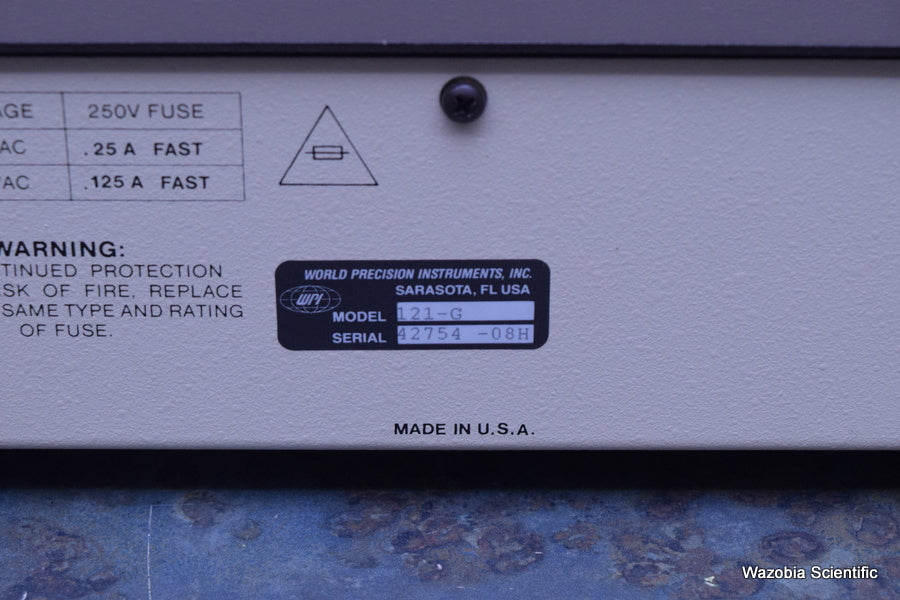 AGE 250V FUSE
AC .25 A FAST
AC .125 A FAST
WARNING:
TINUED PROTECTION
SK OF FIRE, REPLACE
SAME TYPE AND RATING
OF FUSE.
WORLD PRECISION INSTRUMENTS, INC.
SARASOTA, FL USA
WPI
MODEL 121-G
SERIAL 42754 -08H
MADE IN U.S.A.
Wazobia Scientific